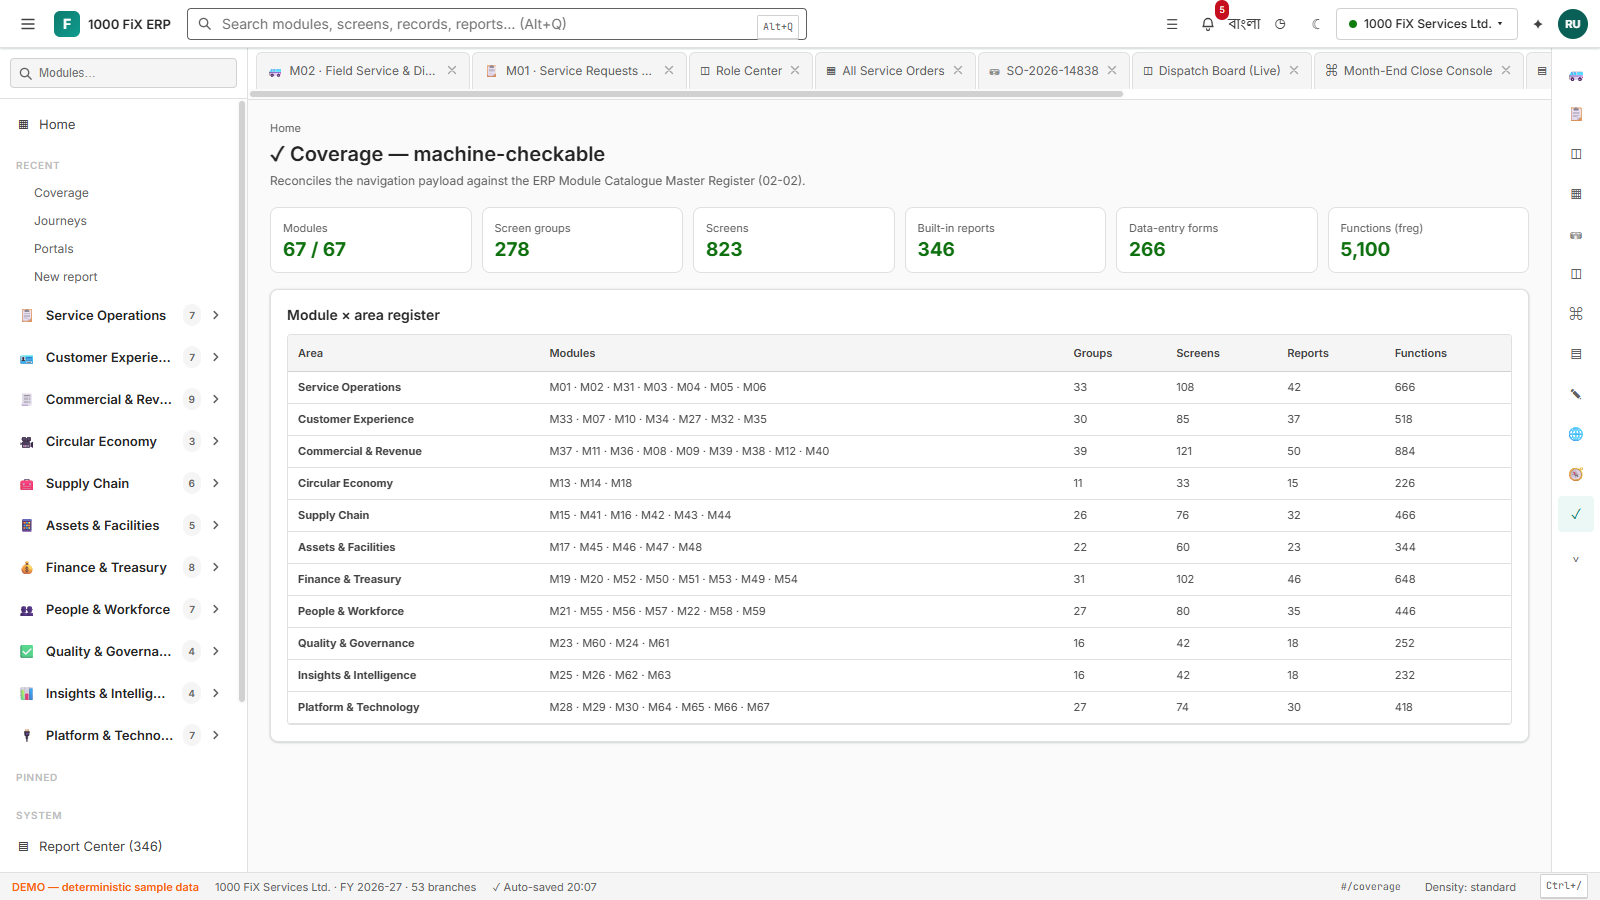 F 1000 FiX ERP Search modules, screens, records, reports... (Alt+Q) Alt+Q 5 বাংলা 1000 FiX Services Ltd. RU
Modules...
Home
RECENT
Coverage
Journeys
Portals
New report
Service Operations 7
Customer Experie... 7
Commercial & Rev... 9
Circular Economy 3
Supply Chain 6
Assets & Facilities 5
Finance & Treasury 8
People & Workforce 7
Quality & Governa... 4
Insights & Intellig... 4
Platform & Techno... 7
PINNED
SYSTEM
Report Center (346)
M02 · Field Service & Di... M01 · Service Requests ... Role Center All Service Orders SO-2026-14838 Dispatch Board (Live) Month-End Close Console
Home
✓ Coverage — machine-checkable
Reconciles the navigation payload against the ERP Module Catalogue Master Register (02-02).
Modules Screen groups Screens Built-in reports Data-entry forms Functions (freg)
67 / 67 278 823 346 266 5,100
Module × area register
Area Modules Groups Screens Reports Functions
Service Operations M01 · M02 · M31 · M03 · M04 · M05 · M06 33 108 42 666
Customer Experience M33 · M07 · M10 · M34 · M27 · M32 · M35 30 85 37 518
Commercial & Revenue M37 · M11 · M36 · M08 · M09 · M39 · M38 · M12 · M40 39 121 50 884
Circular Economy M13 · M14 · M18 11 33 15 226
Supply Chain M15 · M41 · M16 · M42 · M43 · M44 26 76 32 466
Assets & Facilities M17 · M45 · M46 · M47 · M48 22 60 23 344
Finance & Treasury M19 · M20 · M52 · M50 · M51 · M53 · M49 · M54 31 102 46 648
People & Workforce M21 · M55 · M56 · M57 · M22 · M58 · M59 27 80 35 446
Quality & Governance M23 · M60 · M24 · M61 16 42 18 252
Insights & Intelligence M25 · M26 · M62 · M63 16 42 18 232
Platform & Technology M28 · M29 · M30 · M64 · M65 · M66 · M67 27 74 30 418
DEMO — deterministic sample data 1000 FiX Services Ltd. · FY 2026-27 · 53 branches ✓ Auto-saved 20:07 #/coverage Density: standard Ctrl+/